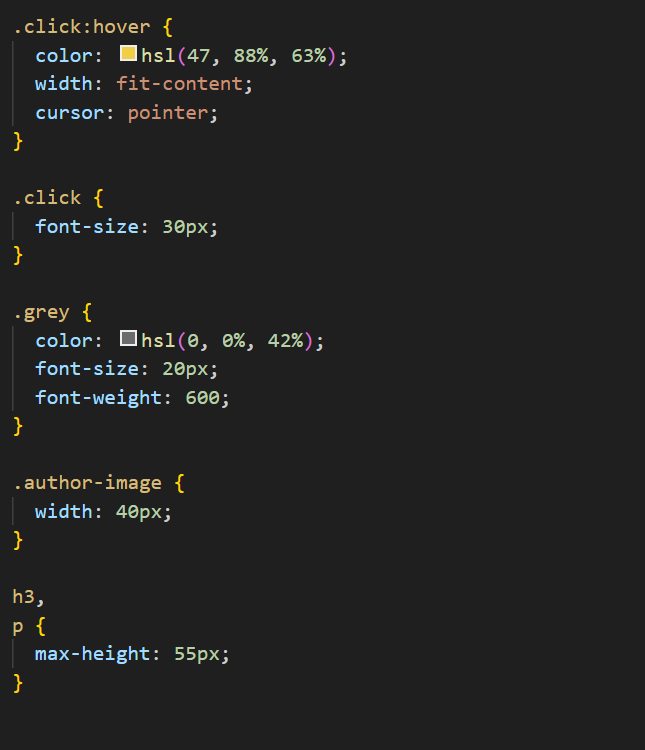 .click:hover {
  color: hsl(47, 88%, 63%);
  width: fit-content;
  cursor: pointer;
}

.click {
  font-size: 30px;
}

.grey {
  color: hsl(0, 0%, 42%);
  font-size: 20px;
  font-weight: 600;
}

.author-image {
  width: 40px;
}

h3,
p {
  max-height: 55px;
}